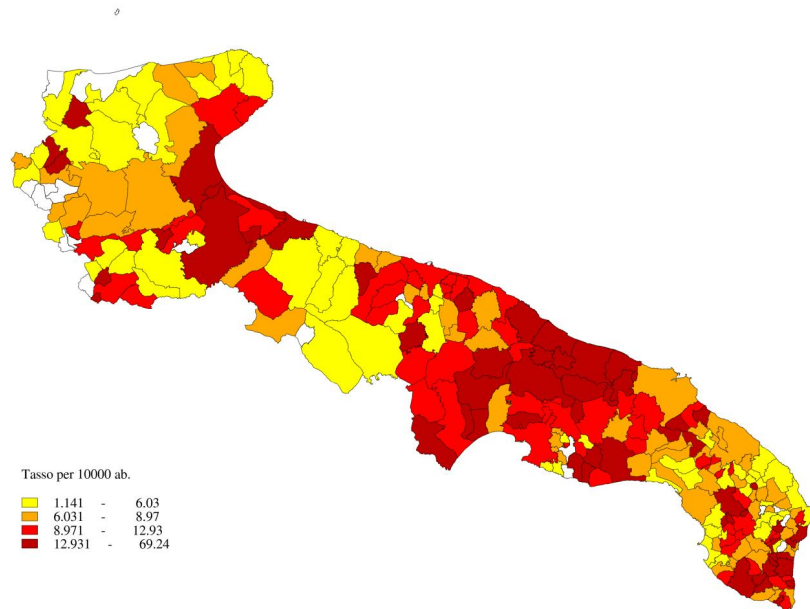 Tasso per 10000 ab.
1.141 - 6.03
6.031 - 8.97
8.971 - 12.93
12.931 - 69.24